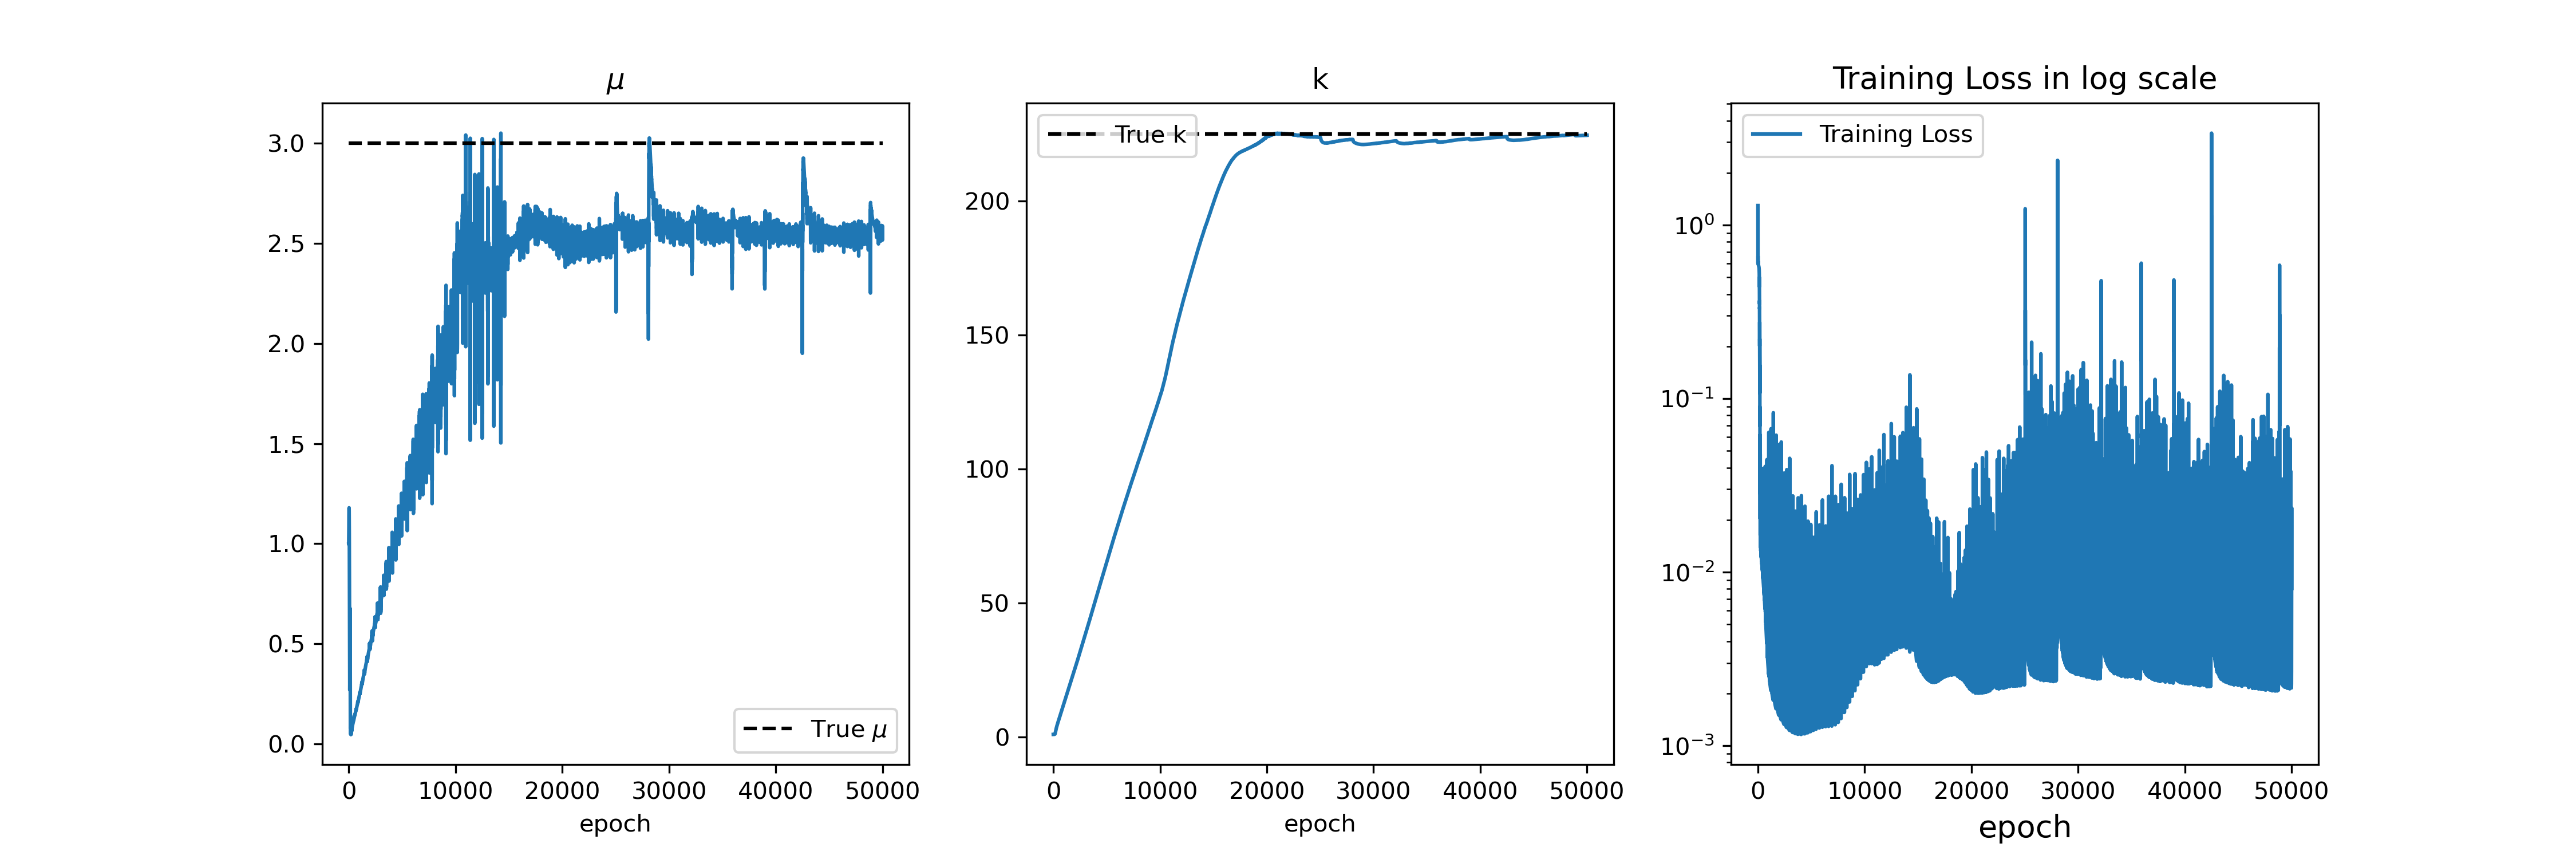 μ
3.0
2.5
2.0
1.5
1.0
0.5
0.0
True μ
0 10000 20000 30000 40000 50000
epoch
k
True k
200
150
100
50
0
0 10000 20000 30000 40000 50000
epoch
Training Loss in log scale
Training Loss
10⁰
10⁻¹
10⁻²
10⁻³
0 10000 20000 30000 40000 50000
epoch